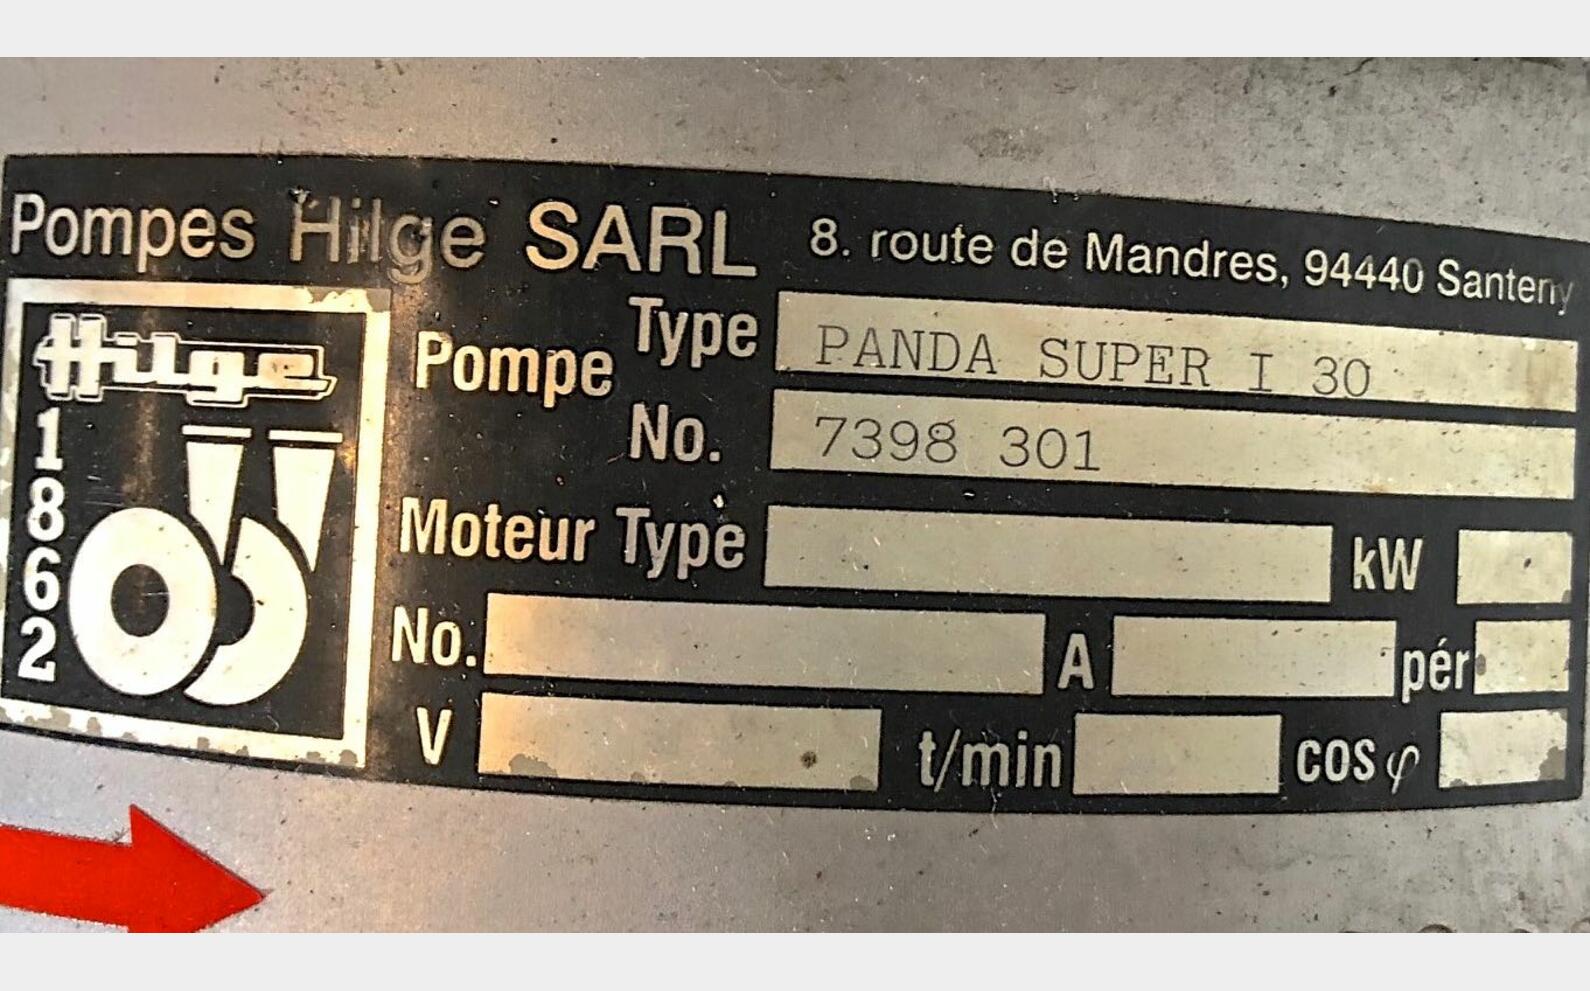 Pompes Hilge SARL 8. route de Mandres, 94440 Santeny
Hilge
1862
Pompe Type PANDA SUPER I 30
No. 7398 301
Moteur Type kW
No. A pér
V t/min cos φ